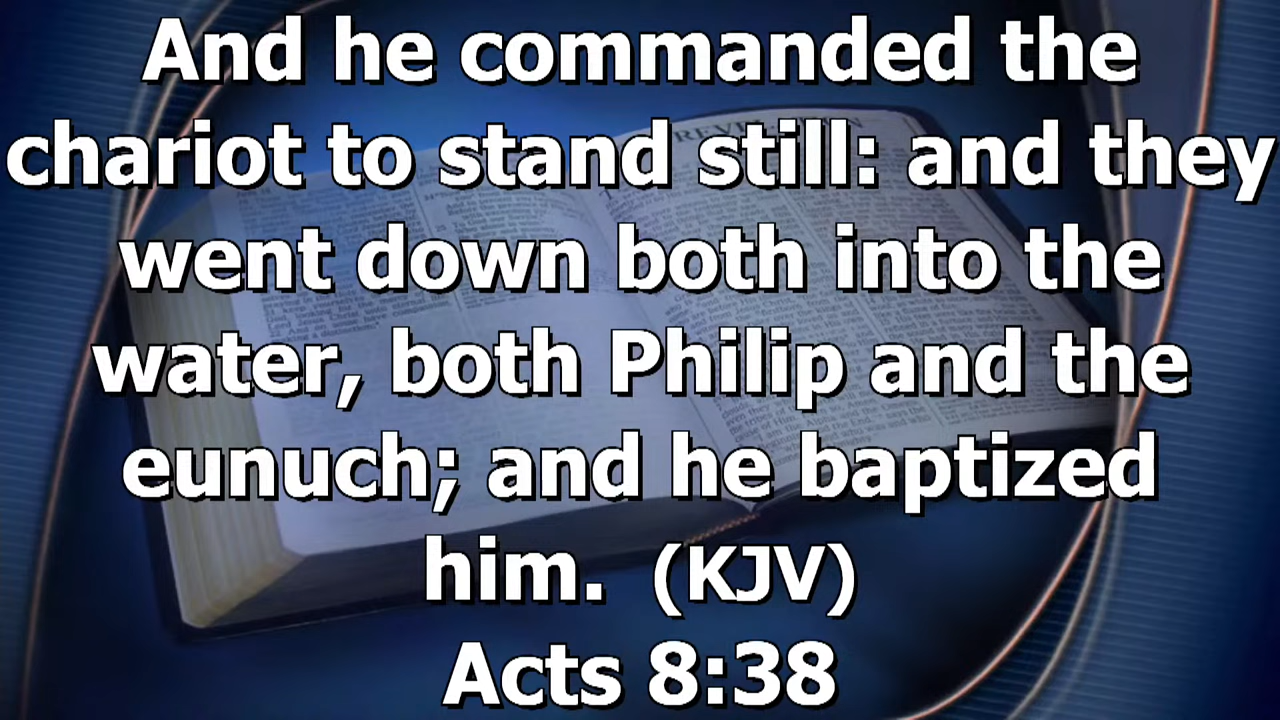 And he commanded the
chariot to stand still: and they
went down both into the
water, both Philip and the
eunuch; and he baptized
him. (KJV)
Acts 8:38